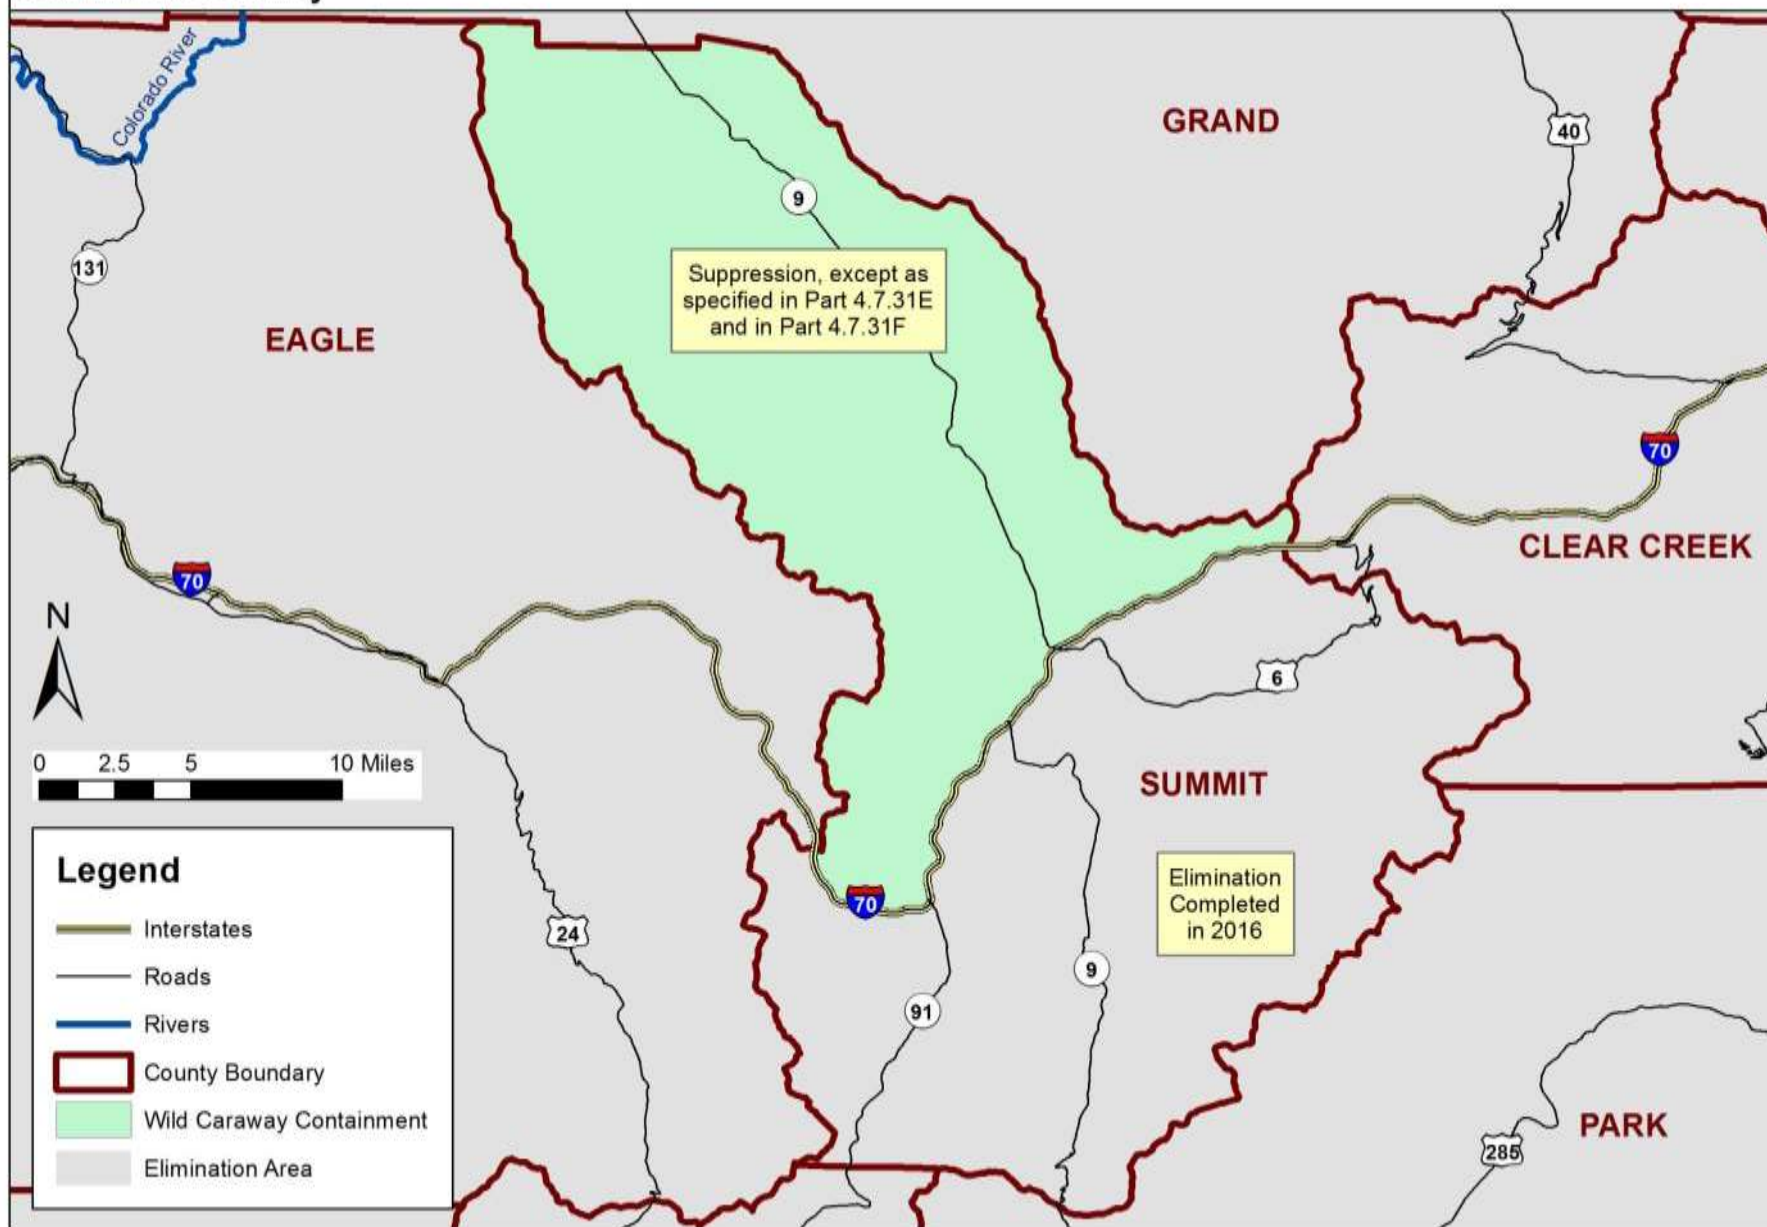 Colorado River
GRAND
40
9
131
Suppression, except as
specified in Part 4.7.31E
and in Part 4.7.31F
EAGLE
70
CLEAR CREEK
70
N
6
0 2.5 5 10 Miles
SUMMIT
Legend
Interstates
Roads
Rivers
County Boundary
Wild Caraway Containment
Elimination Area
Elimination
Completed
in 2016
70
24
9
91
PARK
285